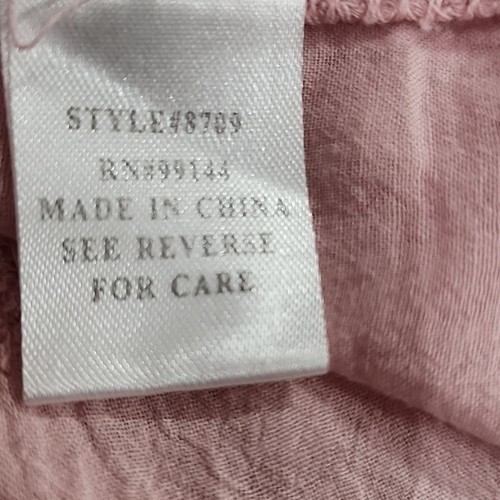 STYLE#8709
RN#99144
MADE IN CHINA
SEE REVERSE
FOR CARE